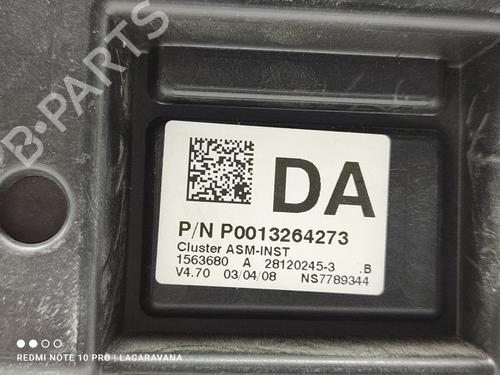 B-PARTS
DA
P/N P0013264273
Cluster ASM-INST
1563680 A 28120245-3 .B
V4.70 03/04/08 NS7789344
REDMI NOTE 10 PRO | LACARAVANA